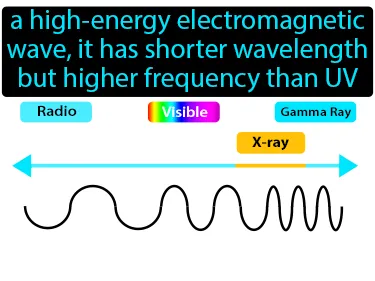 a high-energy electromagnetic
wave, it has shorter wavelength
but higher frequency than UV
Radio
VIsible
Gamma Ray
X-ray